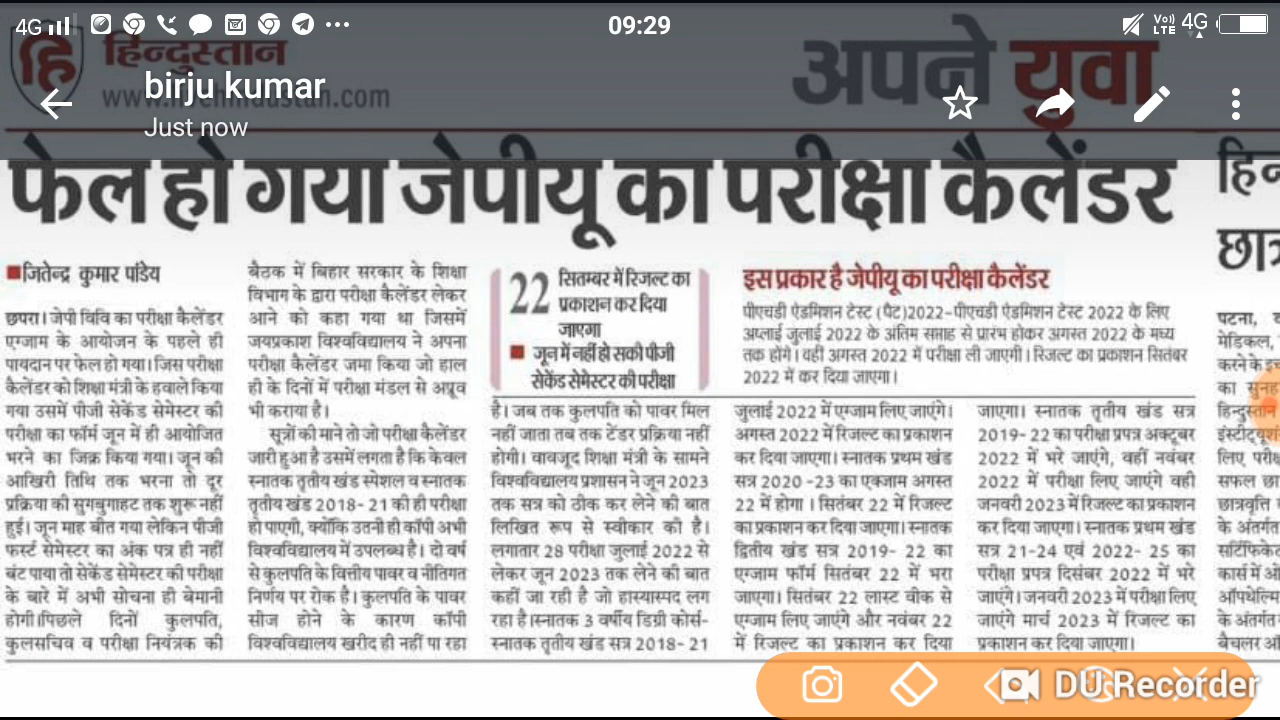 4G
09:29
Vo))
LTE
4G
हिन्दुस्तान
अपने युवा
birju kumar
Just now
फेल हो गया जेपीयू का परीक्षा कैलेंडर
जितेन्द्र कुमार पांडेय
छपरा। जेपी विवि का परीक्षा कैलेंडर
एग्जाम के आयोजन के पहले ही
पायदान पर फेल हो गया।जिस परीक्षा
कैलेंडर को शिक्षा मंत्री के हवाले किया
गया उसमें पीजी सेकेंड सेमेस्टर की
परीक्षा का फॉर्म जून में ही आयोजित
भरने का जिक्र किया गया। जून की
आखिरी तिथि तक भरना तो दूर
प्रक्रिया की सुगबुगाहट तक शुरू नहीं
हुई। जून माह बीत गया लेकिन पीजी
फर्स्ट सेमेस्टर का अंक पत्र ही नहीं
बंट पाया तो सेकेंड सेमेस्टर की परीक्षा
के बारे में अभी सोचना ही बेमानी
होगी।पिछले दिनों कुलपति,
कुलसचिव व परीक्षा नियंत्रक की
बैठक में बिहार सरकार के शिक्षा
विभाग के द्वारा परीक्षा कैलेंडर लेकर
आने को कहा गया था जिसमें
जयप्रकाश विश्वविद्यालय ने अपना
परीक्षा कैलेंडर जमा किया जो हाल
ही के दिनों में परीक्षा मंडल से अप्रूव
भी कराया है।
सूत्रों की माने तो जो परीक्षा कैलेंडर
जारी हुआ है उसमें लगता है कि केवल
स्नातक तृतीय खंड स्पेशल व स्नातक
तृतीय खंड 2018- 21 की ही परीक्षा
हो पाएगी, क्योंकि उतनी ही कॉपी अभी
विश्वविद्यालय में उपलब्ध है। दो वर्ष
से कुलपति के वित्तीय पावर व नीतिगत
निर्णय पर रोक है। कुलपति के पावर
सीज होने के कारण कॉपी
विश्वविद्यालय खरीद ही नहीं पा रहा
22 सितम्बर में रिजल्ट का
प्रकाशन कर दिया
जाएगा
जून में नहीं हो सकी पीजी
सेकेंड सेमेस्टर की परीक्षा
है। जब तक कुलपति को पावर मिल
नहीं जाता तब तक टेंडर प्रक्रिया नहीं
होगी। वावजूद शिक्षा मंत्री के सामने
विश्वविद्यालय प्रशासन ने जून 2023
तक सत्र को ठीक कर लेने की बात
लिखित रूप से स्वीकार की है।
लगातार 28 परीक्षा जुलाई 2022 से
लेकर जून 2023 तक लेने की बात
कहीं जा रही है जो हास्यास्पद लग
रहा है।स्नातक 3 वर्षीय डिग्री कोर्स-
स्नातक तृतीय खंड सत्र 2018- 21
इस प्रकार है जेपीयू का परीक्षा कैलेंडर
पीएचडी ऐडमिशन टेस्ट (पैट)2022-पीएचडी ऐडमिशन टेस्ट 2022 के लिए
अप्लाई जुलाई 2022 के अंतिम सप्ताह से प्रारंभ होकर अगस्त 2022 के मध्य
तक होंगे। वही अगस्त 2022 में परीक्षा ली जाएगी। रिजल्ट का प्रकाशन सितंबर
2022 में कर दिया जाएगा।
जुलाई 2022 में एग्जाम लिए जाएंगे।
अगस्त 2022 में रिजल्ट का प्रकाशन
कर दिया जाएगा। स्नातक प्रथम खंड
सत्र 2020 -23 का एक्जाम अगस्त
22 में होगा । सितंबर 22 में रिजल्ट
का प्रकाशन कर दिया जाएगा। स्नातक
द्वितीय खंड सत्र 2019- 22 का
एग्जाम फॉर्म सितंबर 22 में भरा
जाएगा। सितंबर 22 लास्ट वीक से
एग्जाम लिए जाएंगे और नवंबर 22
में रिजल्ट का प्रकाशन कर दिया
जाएगा। स्नातक तृतीय खंड सत्र
2019- 22 का परीक्षा प्रपत्र अक्टूबर
2022 में भरे जाएंगे, वहीं नवंबर
2022 में परीक्षा लिए जाएंगे वही
जनवरी 2023 में रिजल्ट का प्रकाशन
कर दिया जाएगा। स्नातक प्रथम खंड
सत्र 21-24 एवं 2022- 25 का
परीक्षा प्रपत्र दिसंबर 2022 में भरे
जाएंगे। जनवरी 2023 में परीक्षा लिए
जाएंगे मार्च 2023 में रिजल्ट का
प्रकाशन कर दिया जाएगा।
छात्र
पटना,
मेडिकल,
करने के
का
हिन्दुस्तान
लिए
सफल
छात्रवृत्ति
के अंतर्गत
कोर्स में
के अंतर्गत
DU Recorder